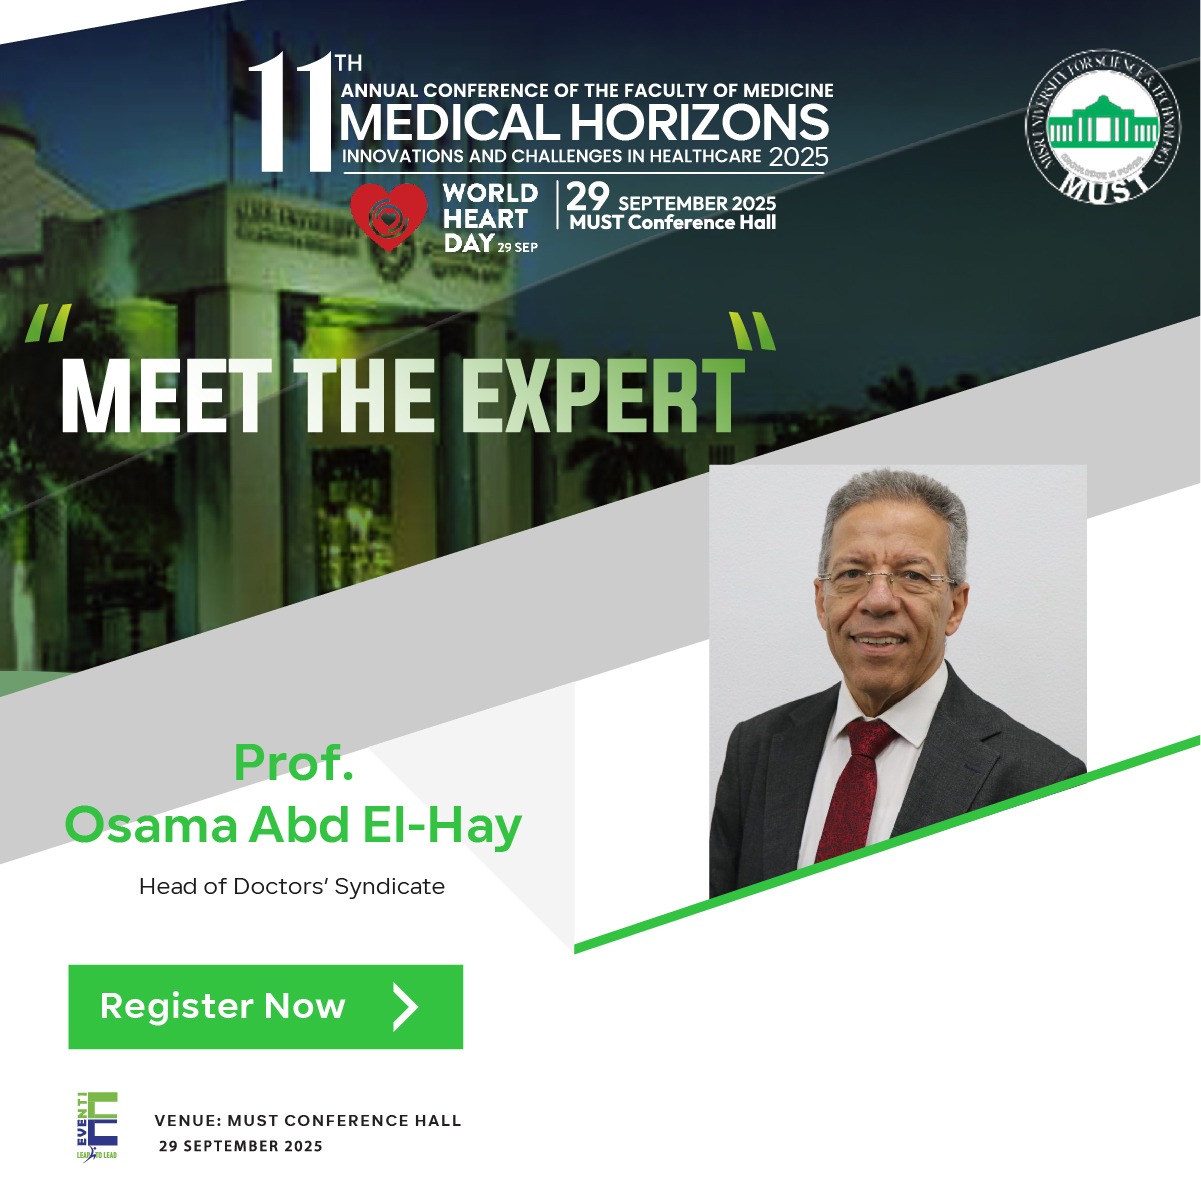 11TH
ANNUAL CONFERENCE OF THE FACULTY OF MEDICINE
MEDICAL HORIZONS
INNOVATIONS AND CHALLENGES IN HEALTHCARE 2025
WORLD
HEART
DAY 29 SEP
29 SEPTEMBER 2025
MUST Conference Hall
MISR UNIVERSITY FOR SCIENCE & TECHNOLOGY
KNOWLEDGE IS POWER
MUST
“MEET THE EXPERT”
Prof.
Osama Abd El-Hay
Head of Doctors’ Syndicate
Register Now
EVENTI
LEAP TO LEAD
VENUE: MUST CONFERENCE HALL
29 SEPTEMBER 2025